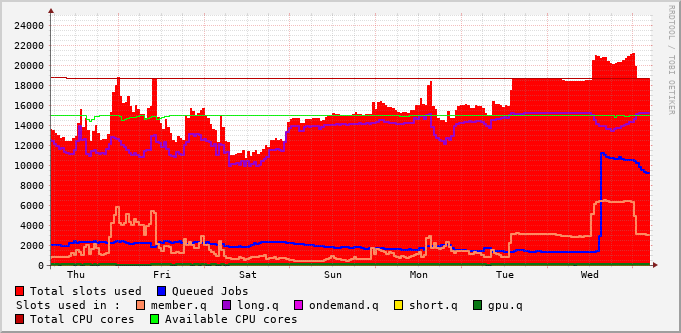 RRDTOOL / TOBI OETIKER
24000
22000
20000
18000
16000
14000
12000
10000
8000
6000
4000
2000
0
Thu Fri Sat Sun Mon Tue Wed
Total slots used Queued Jobs
Slots used in : member.q long.q ondemand.q short.q gpu.q
Total CPU cores Available CPU cores